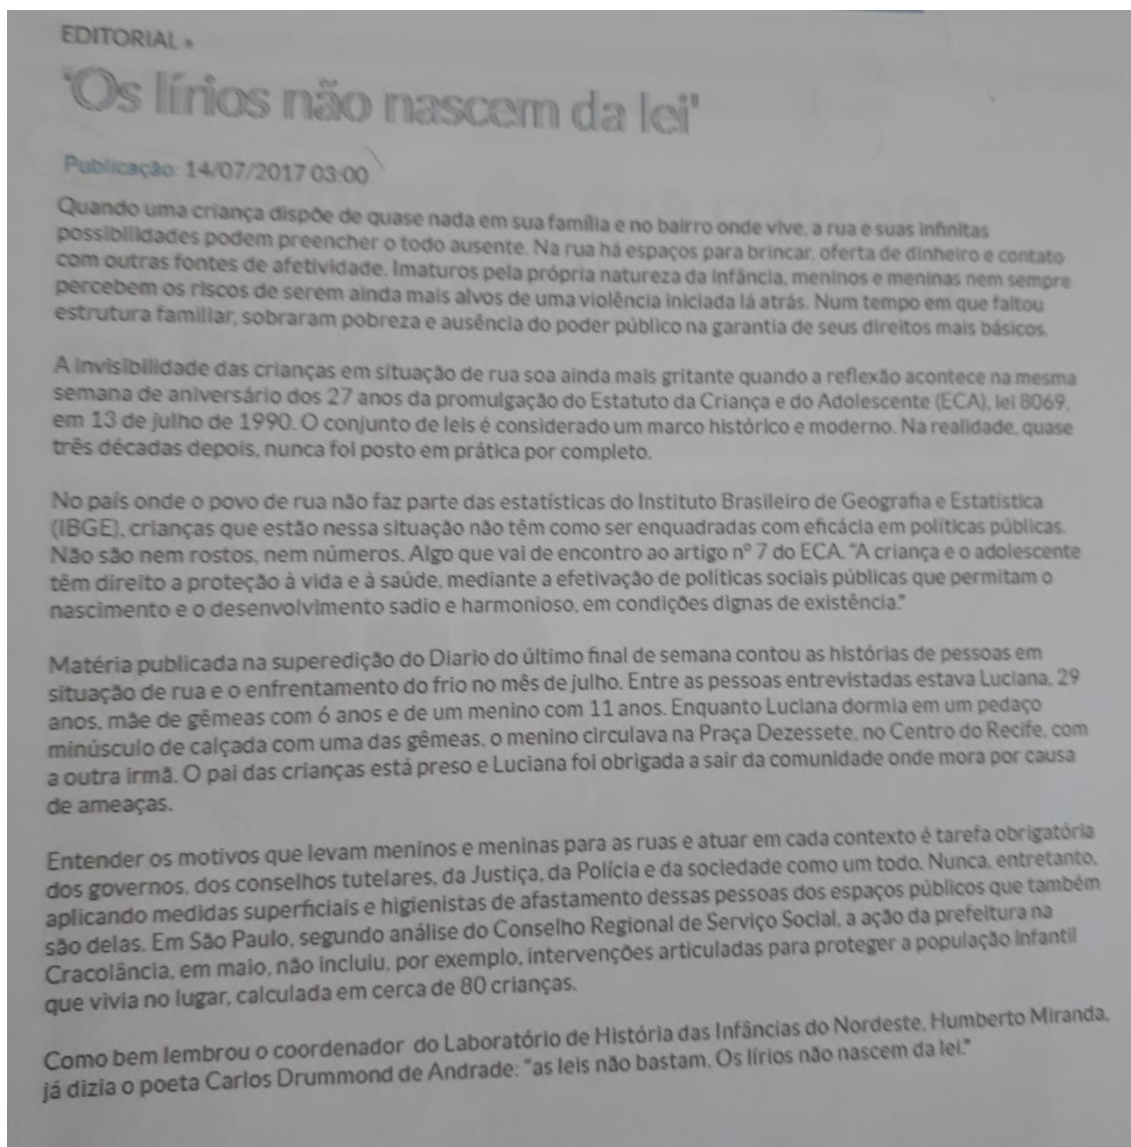 EDITORIAL »
'Os lírios não nascem da lei'
Publicação: 14/07/2017 03:00
Quando uma criança dispõe de quase nada em sua família e no bairro onde vive, a rua e suas infinitas
possibilidades podem preencher o todo ausente. Na rua há espaços para brincar, oferta de dinheiro e contato
com outras fontes de afetividade. Imaturos pela própria natureza da infância, meninos e meninas nem sempre
percebem os riscos de serem ainda mais alvos de uma violência iniciada lá atrás. Num tempo em que faltou
estrutura familiar, sobraram pobreza e ausência do poder público na garantia de seus direitos mais básicos.
A invisibilidade das crianças em situação de rua soa ainda mais gritante quando a reflexão acontece na mesma
semana de aniversário dos 27 anos da promulgação do Estatuto da Criança e do Adolescente (ECA), lei 8069,
em 13 de julho de 1990. O conjunto de leis é considerado um marco histórico e moderno. Na realidade, quase
três décadas depois, nunca foi posto em prática por completo.
No país onde o povo de rua não faz parte das estatísticas do Instituto Brasileiro de Geografia e Estatística
(IBGE), crianças que estão nessa situação não têm como ser enquadradas com eficácia em políticas públicas.
Não são nem rostos, nem números. Algo que vai de encontro ao artigo nº 7 do ECA. "A criança e o adolescente
têm direito a proteção à vida e à saúde, mediante a efetivação de políticas sociais públicas que permitam o
nascimento e o desenvolvimento sadio e harmonioso, em condições dignas de existência."
Matéria publicada na superedição do Diario do último final de semana contou as histórias de pessoas em
situação de rua e o enfrentamento do frio no mês de julho. Entre as pessoas entrevistadas estava Luciana, 29
anos, mãe de gêmeas com 6 anos e de um menino com 11 anos. Enquanto Luciana dormia em um pedaço
minúsculo de calçada com uma das gêmeas, o menino circulava na Praça Dezessete, no Centro do Recife, com
a outra irmã. O pai das crianças está preso e Luciana foi obrigada a sair da comunidade onde mora por causa
de ameaças.
Entender os motivos que levam meninos e meninas para as ruas e atuar em cada contexto é tarefa obrigatória
dos governos, dos conselhos tutelares, da Justiça, da Polícia e da sociedade como um todo. Nunca, entretanto,
aplicando medidas superficiais e higienistas de afastamento dessas pessoas dos espaços públicos que também
são delas. Em São Paulo, segundo análise do Conselho Regional de Serviço Social, a ação da prefeitura na
Cracolância, em maio, não incluiu, por exemplo, intervenções articuladas para proteger a população infantil
que vivia no lugar, calculada em cerca de 80 crianças.
Como bem lembrou o coordenador do Laboratório de História das Infâncias do Nordeste, Humberto Miranda,
já dizia o poeta Carlos Drummond de Andrade: "as leis não bastam. Os lírios não nascem da lei."